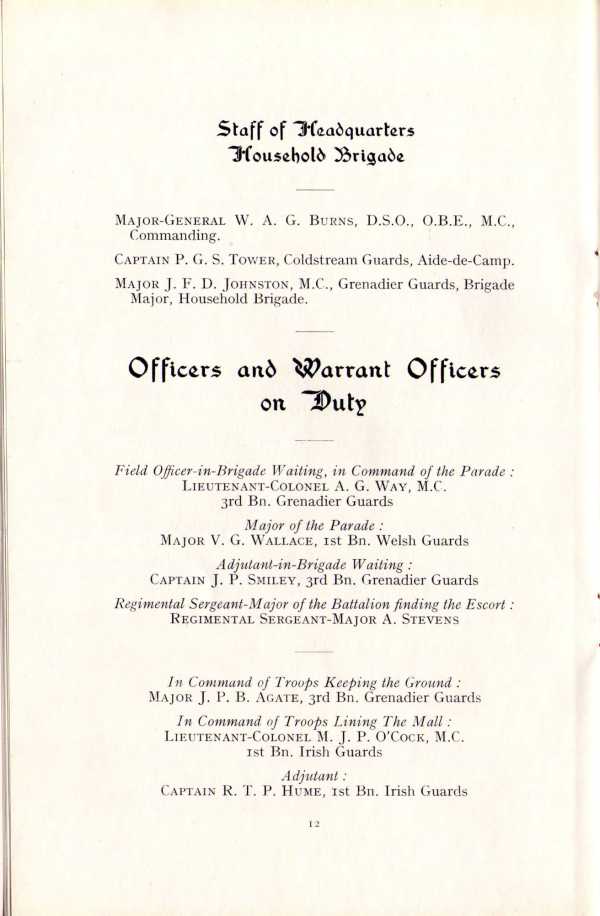 Staff of Headquarters
Household Brigade
MAJOR-GENERAL W. A. G. BURNS, D.S.O., O.B.E., M.C.,
Commanding.
CAPTAIN P. G. S. TOWER, Coldstream Guards, Aide-de-Camp.
MAJOR J. F. D. JOHNSTON, M.C., Grenadier Guards, Brigade
Major, Household Brigade.
Officers and Warrant Officers
on Duty
Field Officer-in-Brigade Waiting, in Command of the Parade :
LIEUTENANT-COLONEL A. G. WAY, M.C.
3rd Bn. Grenadier Guards
Major of the Parade :
MAJOR V. G. WALLACE, 1st Bn. Welsh Guards
Adjutant-in-Brigade Waiting :
CAPTAIN J. P. SMILEY, 3rd Bn. Grenadier Guards
Regimental Sergeant-Major of the Battalion finding the Escort :
REGIMENTAL SERGEANT-MAJOR A. STEVENS
In Command of Troops Keeping the Ground :
MAJOR J. P. B. AGATE, 3rd Bn. Grenadier Guards
In Command of Troops Lining The Mall :
LIEUTENANT-COLONEL M. J. P. O'COCK, M.C.
1st Bn. Irish Guards
Adjutant :
CAPTAIN R. T. P. HUME, 1st Bn. Irish Guards
12